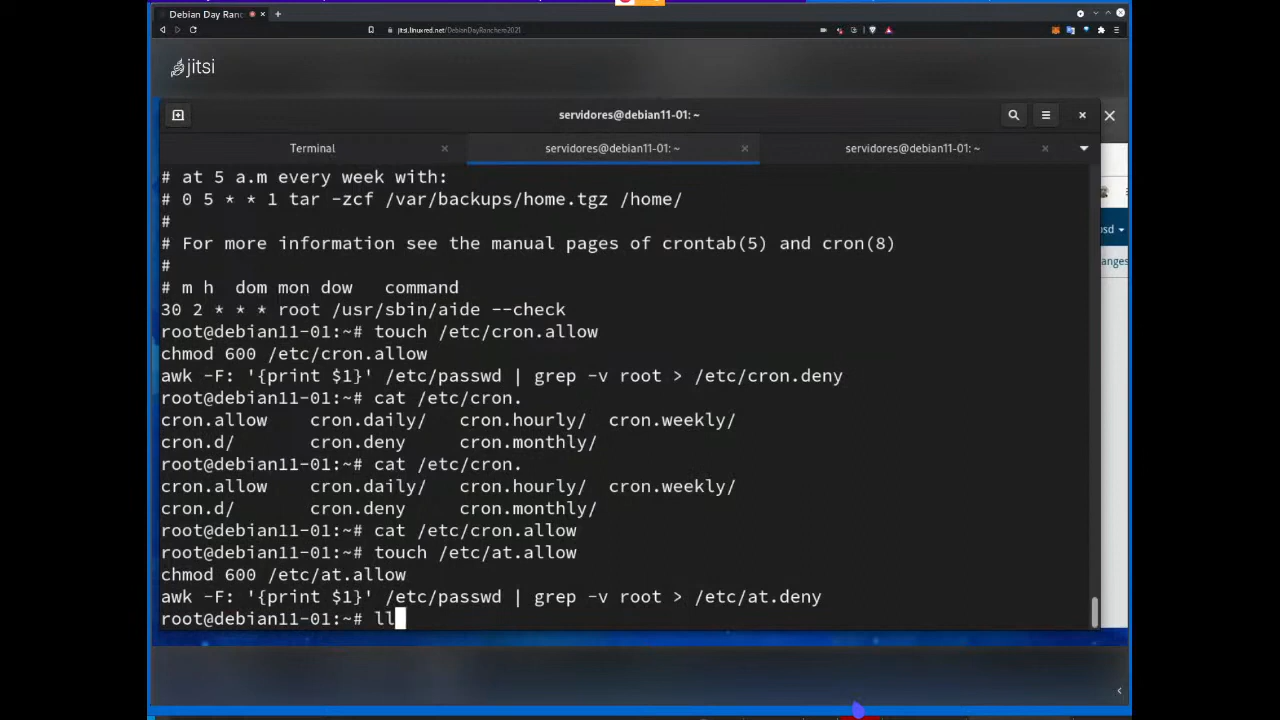 Debian Day Ranc
jitsi.linuxred.net/DebianDayRanchero2021
jitsi
servidores@debian11-01: ~
Terminal
servidores@debian11-01: ~
servidores@debian11-01: ~
# at 5 a.m every week with:
# 0 5 * * 1 tar -zcf /var/backups/home.tgz /home/
#
# For more information see the manual pages of crontab(5) and cron(8)
#
# m h  dom mon dow   command
30 2 * * * root /usr/sbin/aide --check
root@debian11-01:~# touch /etc/cron.allow
chmod 600 /etc/cron.allow
awk -F: '{print $1}' /etc/passwd | grep -v root > /etc/cron.deny
root@debian11-01:~# cat /etc/cron.
cron.allow    cron.daily/   cron.hourly/  cron.weekly/
cron.d/       cron.deny     cron.monthly/
root@debian11-01:~# cat /etc/cron.
cron.allow    cron.daily/   cron.hourly/  cron.weekly/
cron.d/       cron.deny     cron.monthly/
root@debian11-01:~# cat /etc/cron.allow
root@debian11-01:~# touch /etc/at.allow
chmod 600 /etc/at.allow
awk -F: '{print $1}' /etc/passwd | grep -v root > /etc/at.deny
root@debian11-01:~# ll
usd
anges